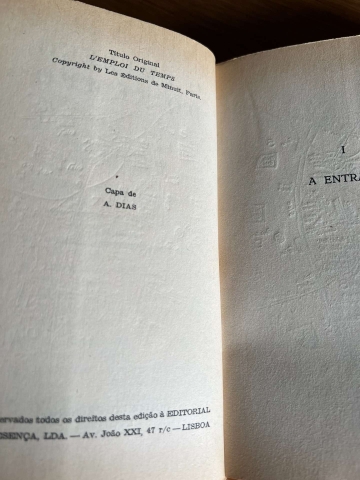 Título Original
L'EMPLOI DU TEMPS
Copyright by Les Éditions de Minuit, Paris.
*
Capa de
A. DIAS
ervados todos os direitos desta edição à EDITORIAL
SENÇA, LDA. — Av. João XXI, 47 r/c — LISBOA
I
A ENTRA